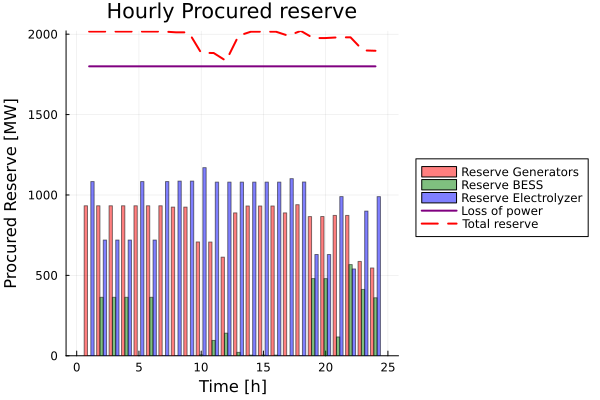 Hourly Procured reserve
Procured Reserve [MW]
2000
1500
1000
500
0
0 5 10 15 20 25
Time [h]
Reserve Generators
Reserve BESS
Reserve Electrolyzer
Loss of power
Total reserve